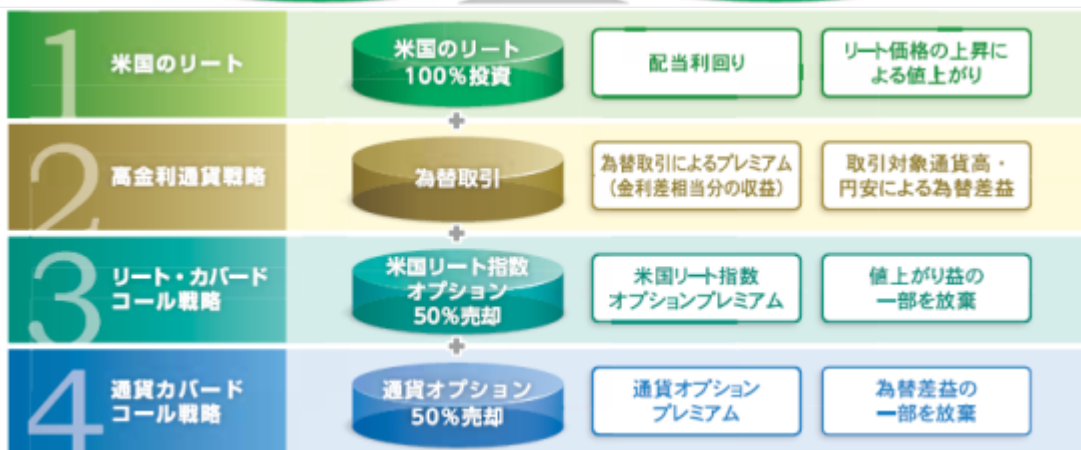 1
米国のリート
米国のリート
100%投資
配当利回り
リート価格の上昇に
よる値上がり
+
2
高金利通貨戦略
為替取引
為替取引によるプレミアム
(金利差相当分の収益)
取引対象通貨高・
円安による為替差益
+
3
リート・カバード
コール戦略
米国リート指数
オプション
50%売却
米国リート指数
オプションプレミアム
値上がり益の
一部を放棄
+
4
通貨カバード
コール戦略
通貨オプション
50%売却
通貨オプション
プレミアム
為替差益の
一部を放棄